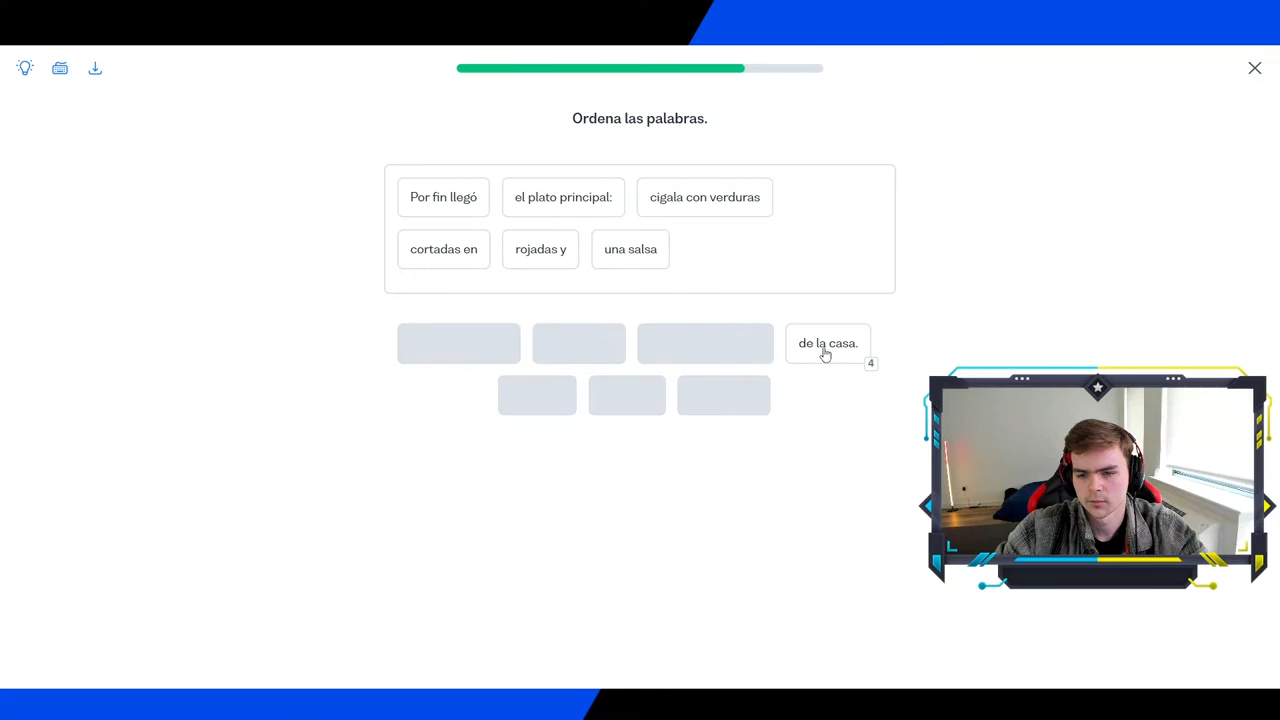 Ordena las palabras.
Por fin llegó el plato principal: cigala con verduras
cortadas en rojadas y una salsa
de la casa.
4